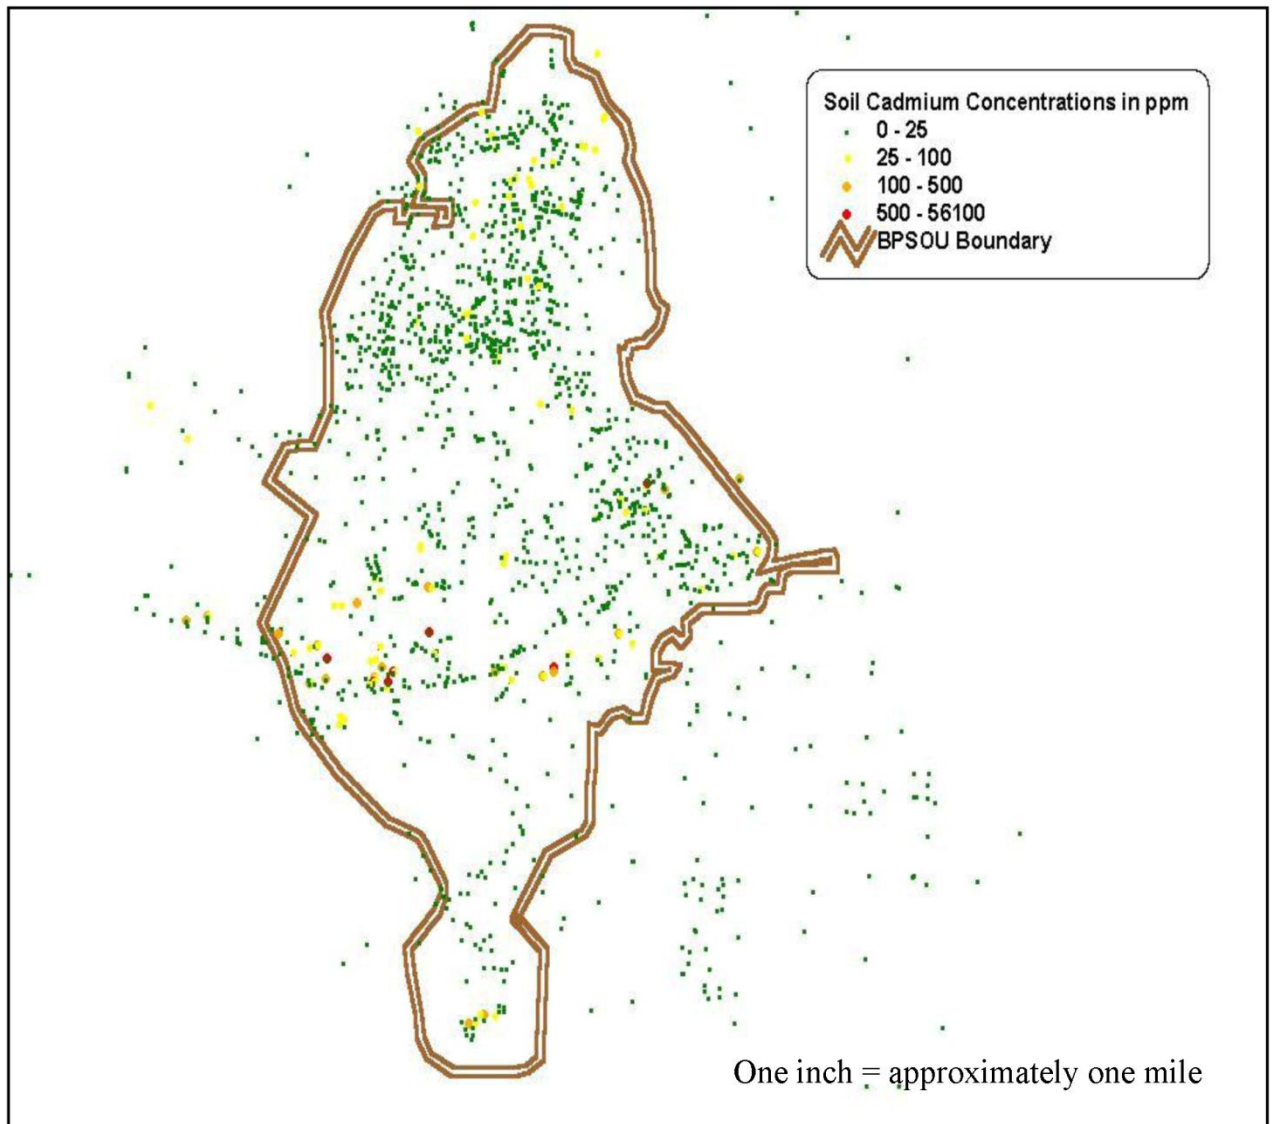 Soil Cadmium Concentrations in ppm
0 - 25
25 - 100
100 - 500
500 - 56100
BPSOU Boundary
One inch = approximately one mile